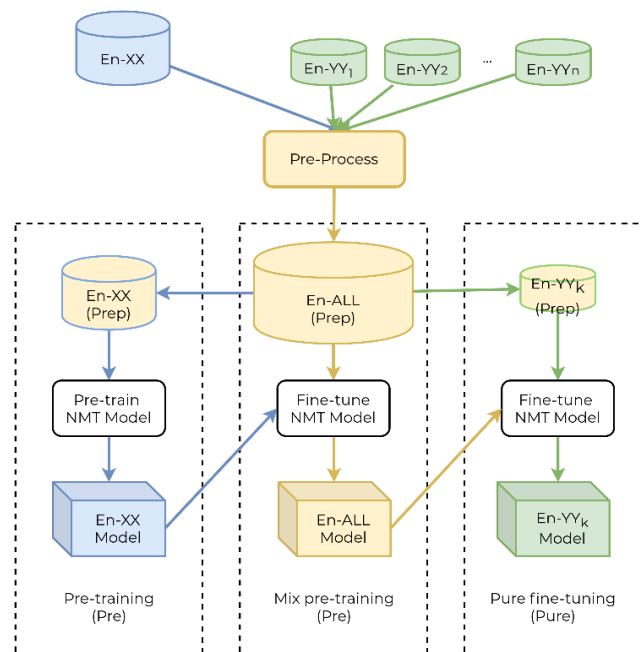 En-XX
En-YY1
En-YY2
...
En-YYn
Pre-Process
En-XX
(Prep)
En-ALL
(Prep)
En-YYk
(Prep)
Pre-train
NMT Model
Fine-tune
NMT Model
Fine-tune
NMT Model
En-XX
Model
En-ALL
Model
En-YYk
Model
Pre-training
(Pre)
Mix pre-training
(Pre)
Pure fine-tuning
(Pure)